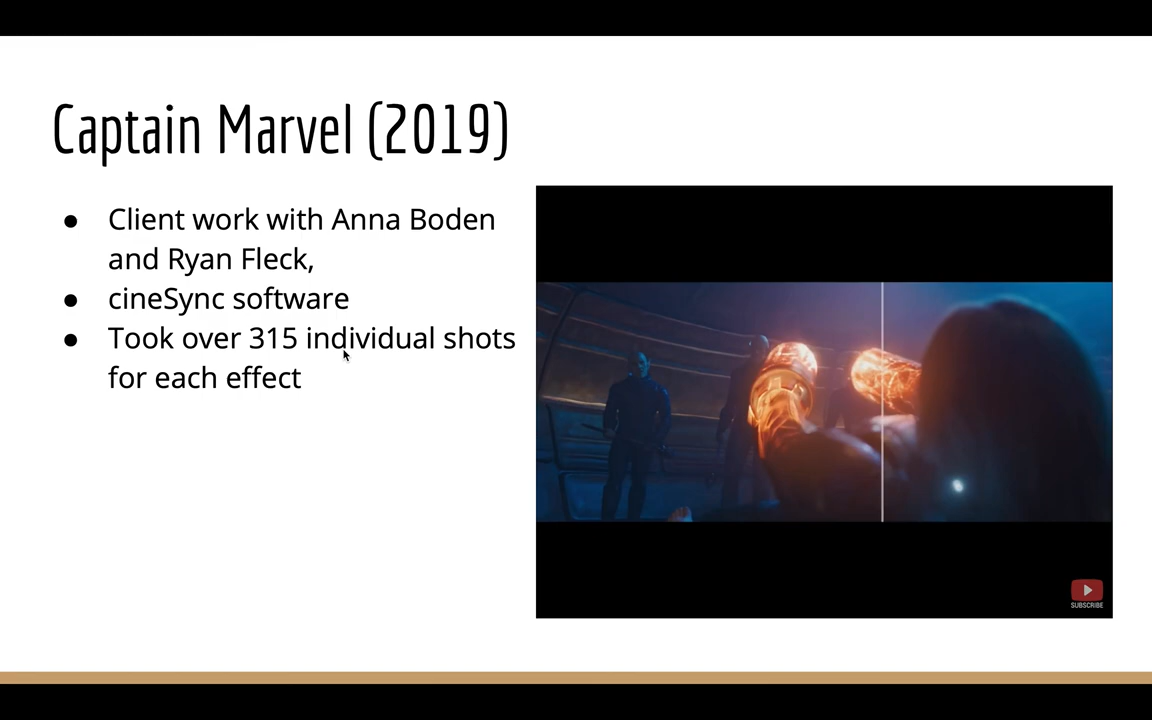 Captain Marvel (2019)
● Client work with Anna Boden
and Ryan Fleck,
● cineSync software
● Took over 315 individual shots
for each effect
SUBSCRIBE